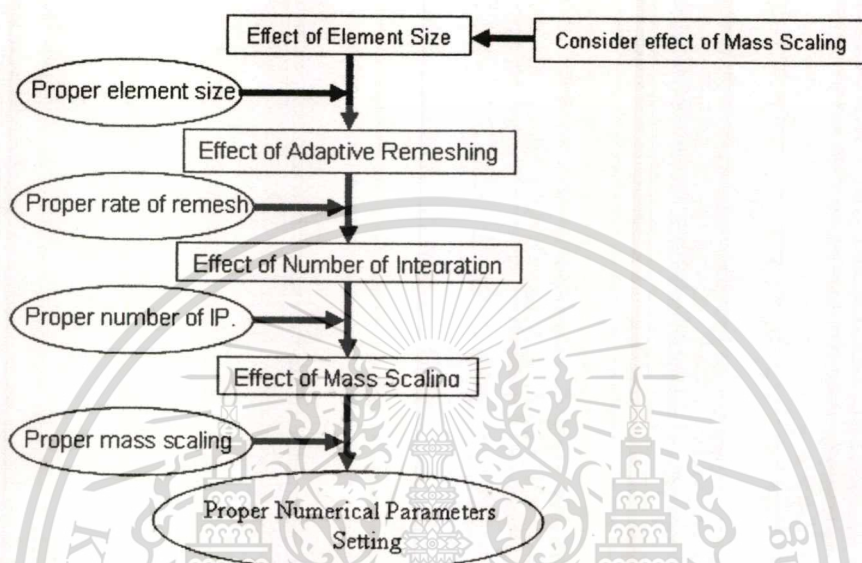 Effect of Element Size
Consider effect of Mass Scaling
Proper element size
Effect of Adaptive Remeshing
Proper rate of remesh
Effect of Number of Integration
Proper number of IP.
Effect of Mass Scaling
Proper mass scaling
Proper Numerical Parameters
Setting